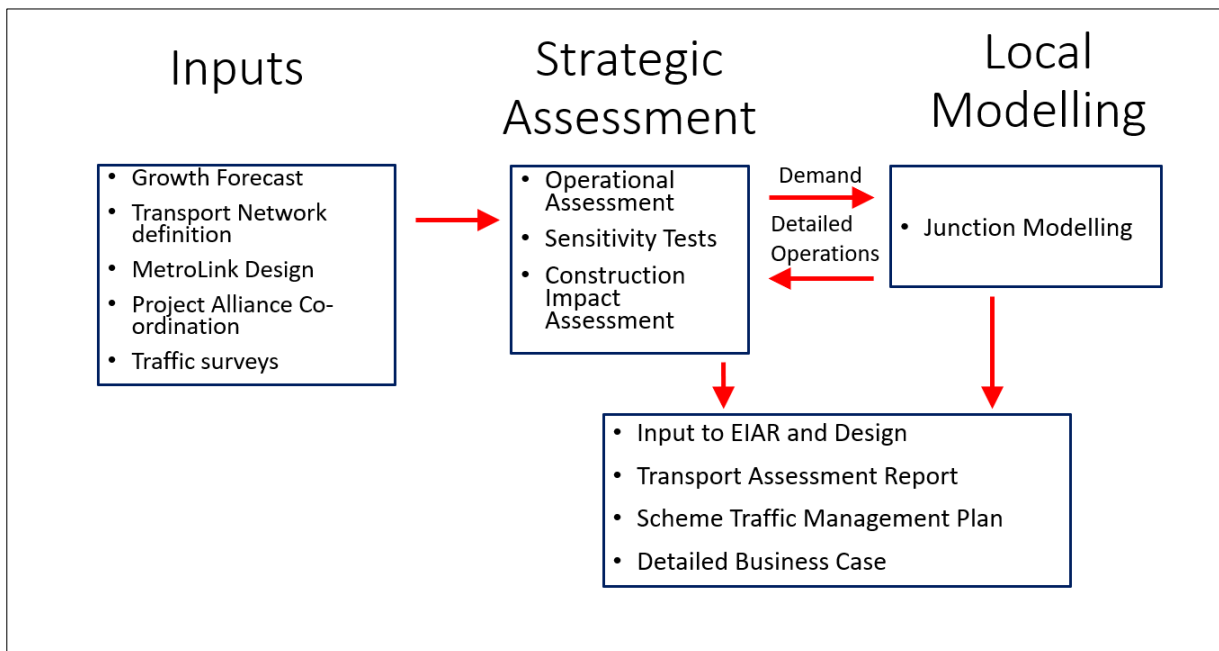 Inputs
Strategic
Assessment
Local
Modelling
• Growth Forecast
• Transport Network
definition
• MetroLink Design
• Project Alliance Co-
ordination
• Traffic surveys
• Operational
Assessment
• Sensitivity Tests
• Construction
Impact
Assessment
Demand
Detailed
Operations
• Junction Modelling
• Input to EIAR and Design
• Transport Assessment Report
• Scheme Traffic Management Plan
• Detailed Business Case